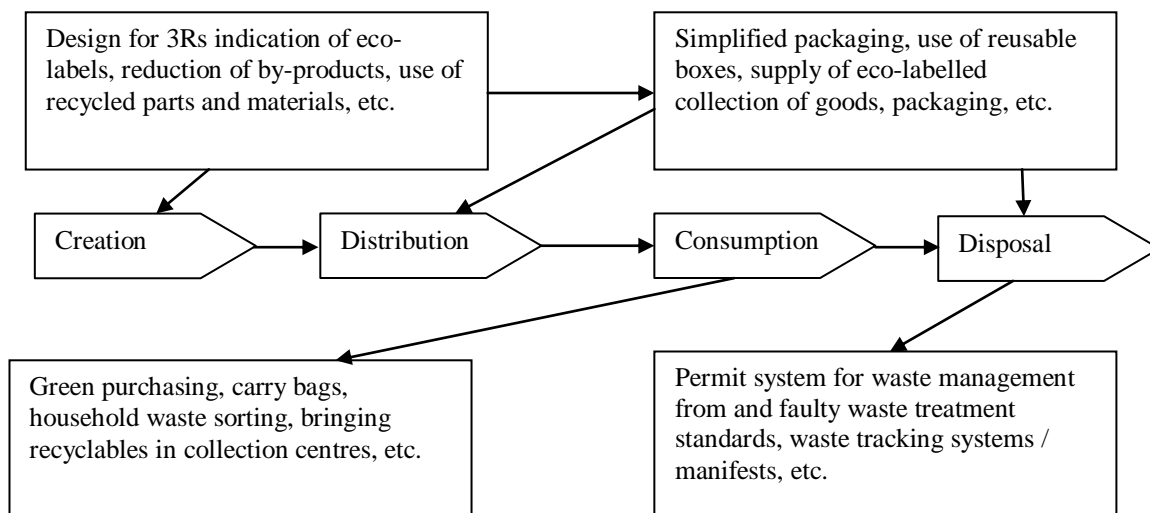 Design for 3Rs indication of eco-
labels, reduction of by-products, use of
recycled parts and materials, etc.
Simplified packaging, use of reusable
boxes, supply of eco-labelled
collection of goods, packaging, etc.
Creation
Distribution
Consumption
Disposal
Green purchasing, carry bags,
household waste sorting, bringing
recyclables in collection centres, etc.
Permit system for waste management
from and faulty waste treatment
standards, waste tracking systems /
manifests, etc.